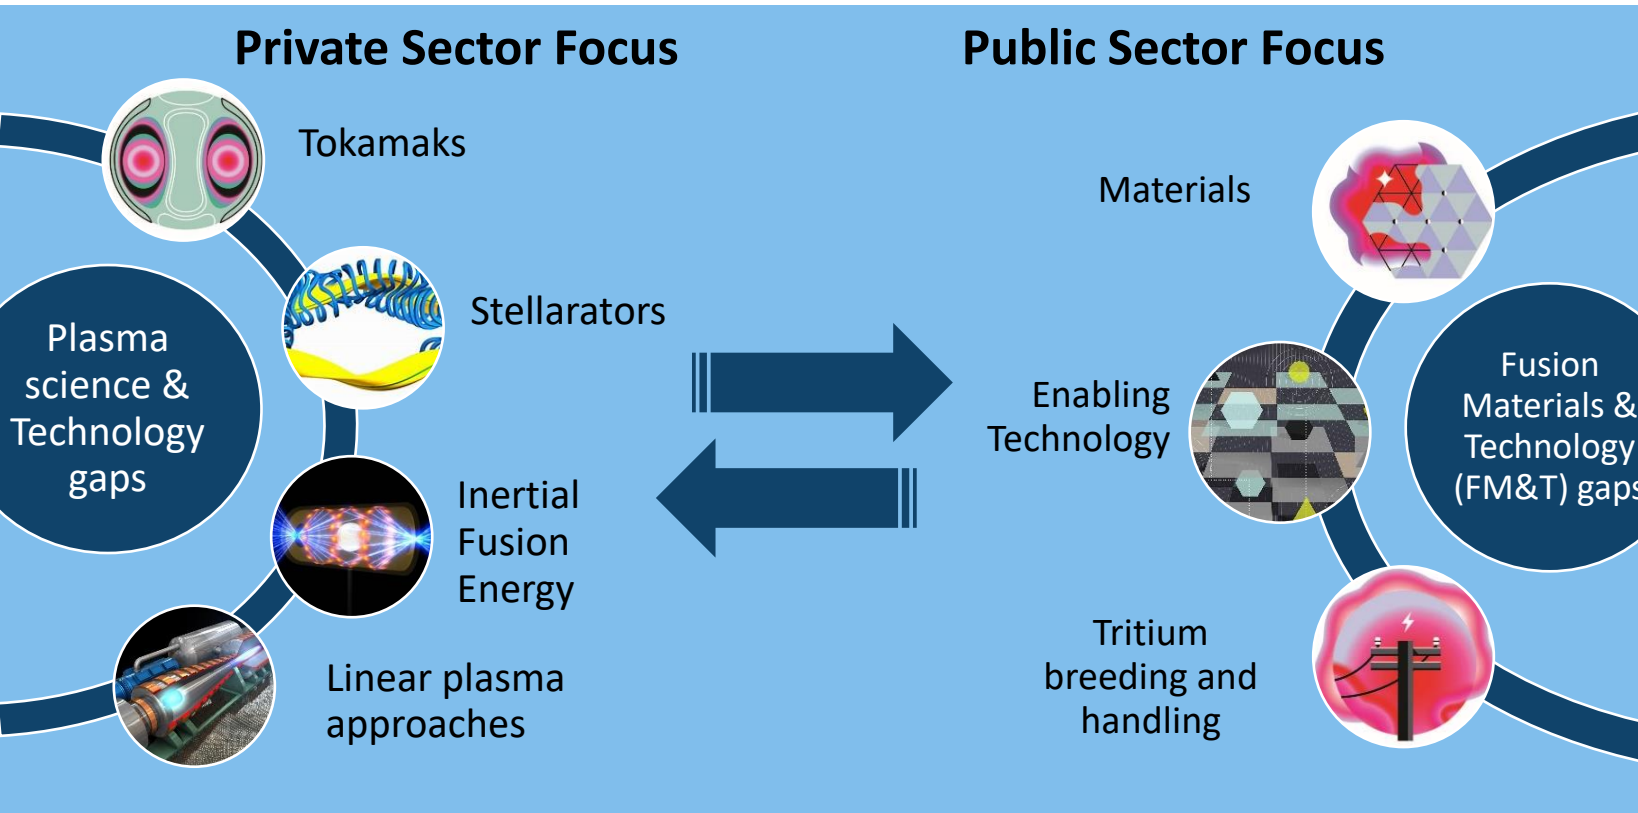 Private Sector Focus
Public Sector Focus
Tokamaks
Stellarators
Plasma
science &
Technology
gaps
Inertial
Fusion
Energy
Linear plasma
approaches
Materials
Enabling
Technology
Fusion
Materials &
Technology
(FM&T) gaps
Tritium
breeding and
handling